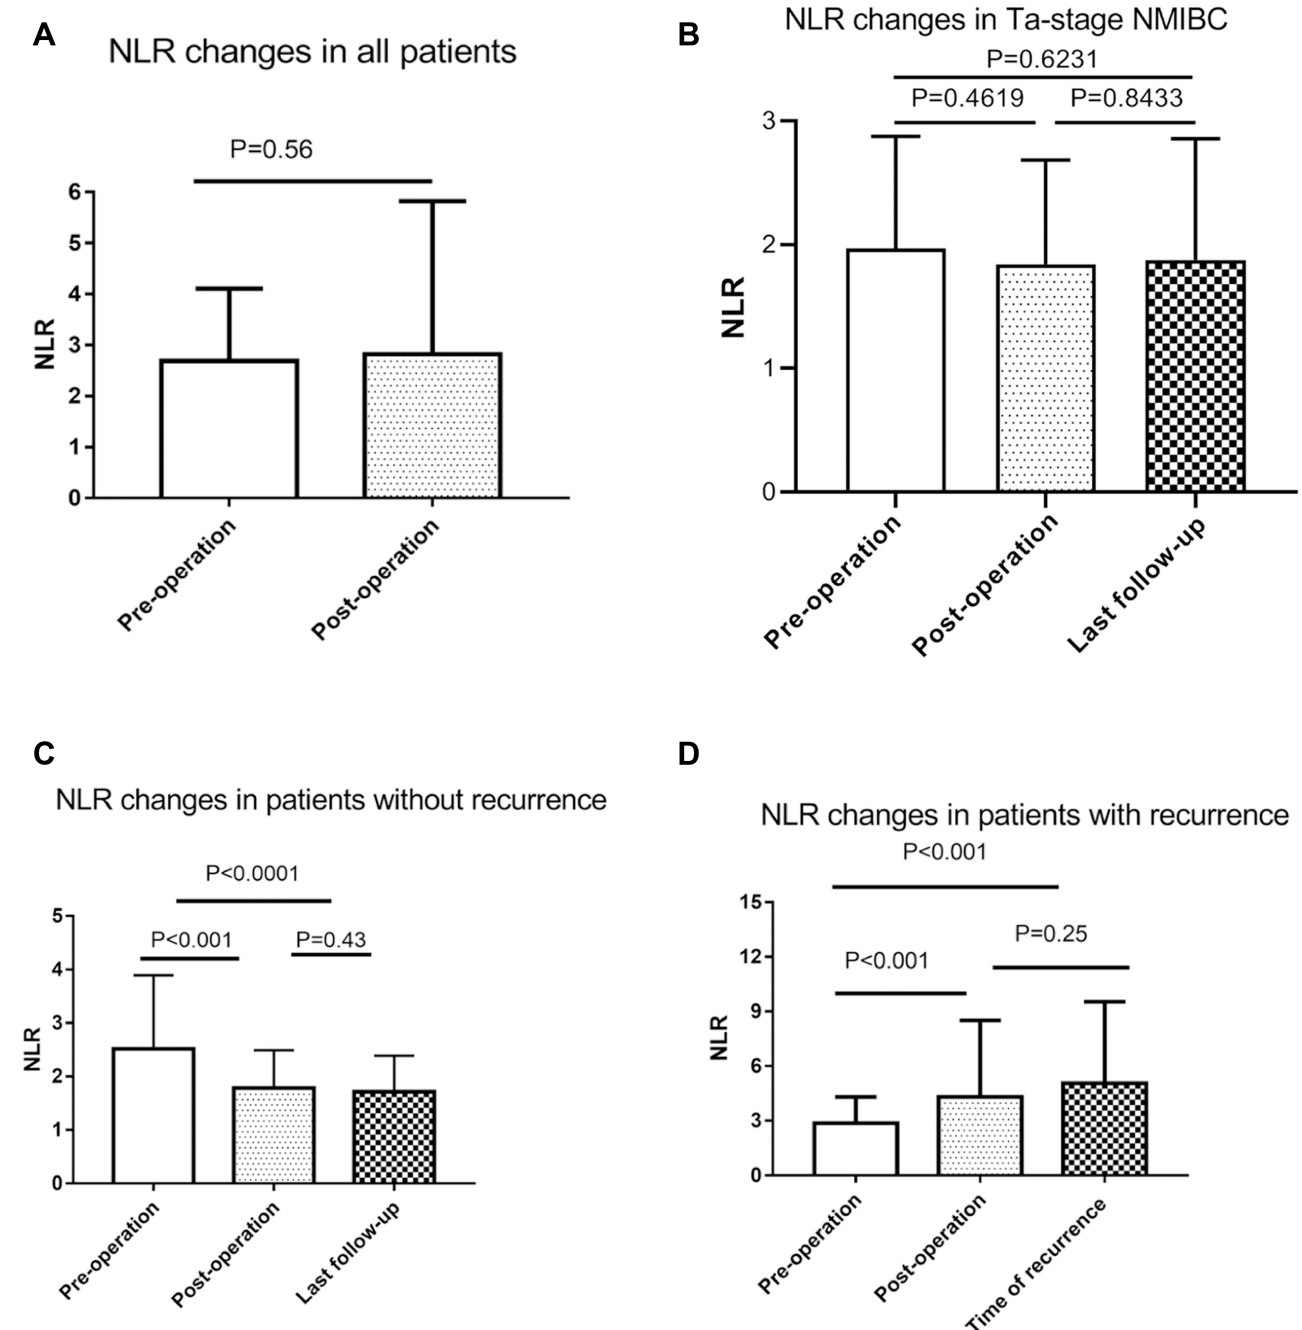 A
NLR changes in all patients
P=0.56
6
5
4
3
2
1
0
NLR
Pre-operation
Post-operation
B
NLR changes in Ta-stage NMIBC
P=0.6231
P=0.4619
P=0.8433
3
2
1
0
NLR
Pre-operation
Post-operation
Last follow-up
C
NLR changes in patients without recurrence
P<0.0001
P<0.001
P=0.43
5
4
3
2
1
0
NLR
Pre-operation
Post-operation
Last follow-up
D
NLR changes in patients with recurrence
P<0.001
P=0.25
P<0.001
15
12
9
6
3
0
NLR
Pre-operation
Post-operation
Time of recurrence